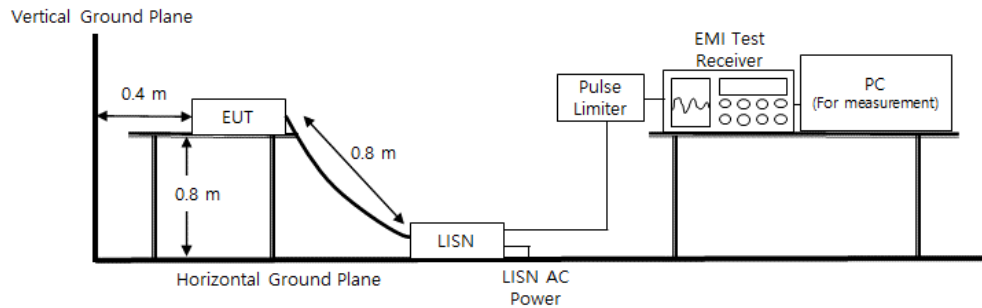 Vertical Ground Plane
0.4 m
EUT
0.8 m
0.8 m
LISN
Horizontal Ground Plane
LISN AC
Power
Pulse
Limiter
EMI Test
Receiver
PC
(For measurement)